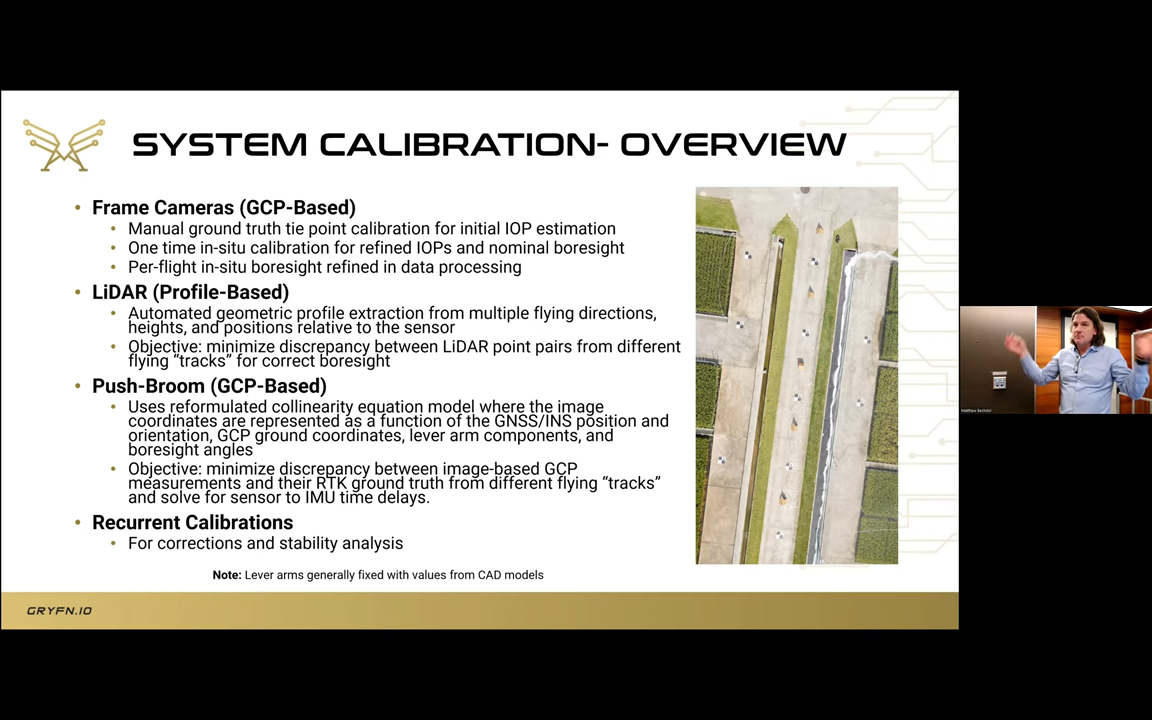 SYSTEM CALIBRATION- OVERVIEW
• Frame Cameras (GCP-Based)
• Manual ground truth tie point calibration for initial IOP estimation
• One time in-situ calibration for refined IOPs and nominal boresight
• Per-flight in-situ boresight refined in data processing
• LiDAR (Profile-Based)
• Automated geometric profile extraction from multiple flying directions,
heights, and positions relative to the sensor
• Objective: minimize discrepancy between LiDAR point pairs from different
flying “tracks” for correct boresight
• Push-Broom (GCP-Based)
• Uses reformulated collinearity equation model where the image
coordinates are represented as a function of the GNSS/INS position and
orientation, GCP ground coordinates, lever arm components, and
boresight angles
• Objective: minimize discrepancy between image-based GCP
measurements and their RTK ground truth from different flying “tracks”
and solve for sensor to IMU time delays.
• Recurrent Calibrations
• For corrections and stability analysis
Note: Lever arms generally fixed with values from CAD models
GRYFN.IO
Matthew Bechdol